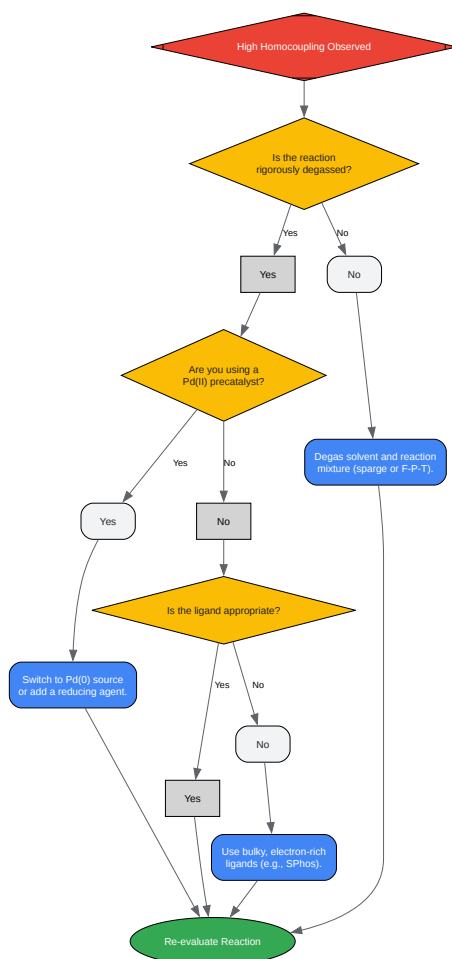 High Homocoupling Observed
Is the reaction
rigorously degassed?
Yes
No
Yes
No
Are you using a
Pd(II) precatalyst?
Degas solvent and reaction
mixture (sparge or F-P-T).
Yes
No
Yes
No
Is the ligand appropriate?
Switch to Pd(0) source
or add a reducing agent.
Yes
No
No
Yes
Use bulky, electron-rich
ligands (e.g., SPhos).
Re-evaluate Reaction